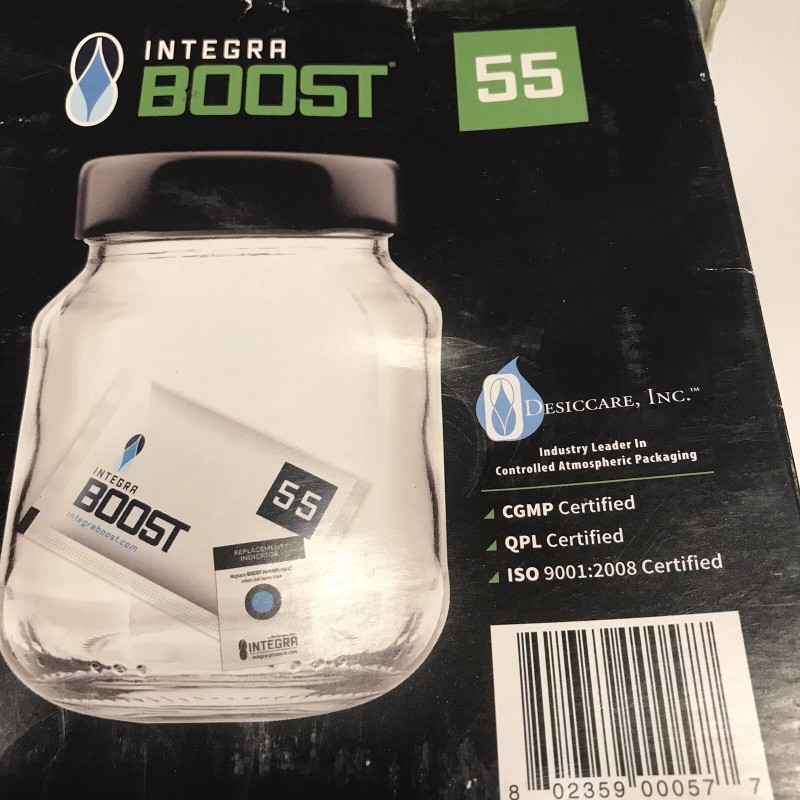 INTEGRA
BOOST®
55
DESICCARE, INC.™
Industry Leader In
Controlled Atmospheric Packaging
CGMP Certified
QPL Certified
ISO 9001:2008 Certified
INTEGRA
BOOST
integraboost.com
55
REPLACEMENT
INDICATOR
INTEGRA
8 02359 00057 7